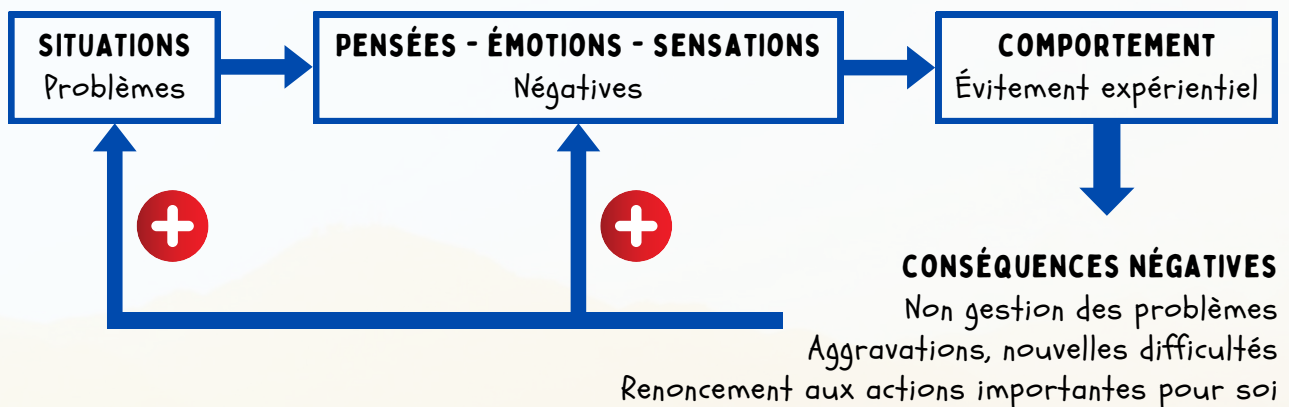 SITUATIONS
Problèmes
PENSÉES - ÉMOTIONS - SENSATIONS
Négatives
COMPORTEMENT
Évitement expérientiel
CONSÉQUENCES NÉGATIVES
Non gestion des problèmes
Aggravations, nouvelles difficultés
Renoncement aux actions importantes pour soi